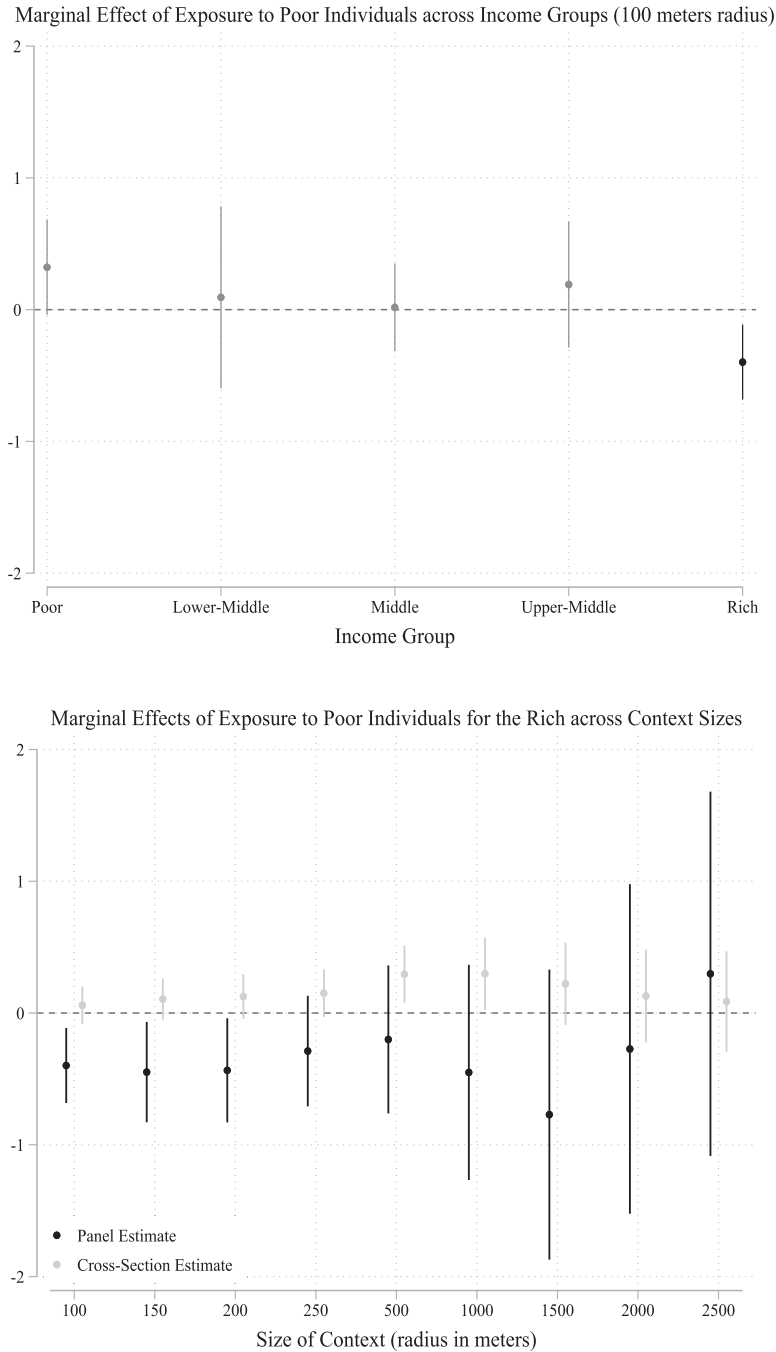 Marginal Effect of Exposure to Poor Individuals across Income Groups (100 meters radius)
2
1
0
-1
-2
Poor Lower-Middle Middle Upper-Middle Rich
Income Group
Marginal Effects of Exposure to Poor Individuals for the Rich across Context Sizes
2
1
0
-1
Panel Estimate
Cross-Section Estimate
-2
100 150 200 250 500 1000 1500 2000 2500
Size of Context (radius in meters)